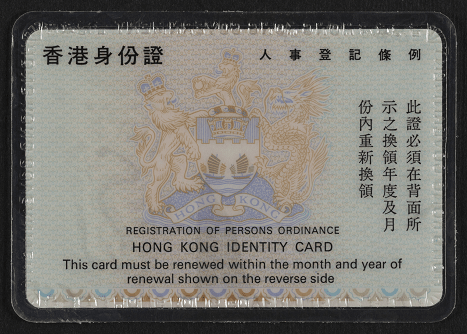 香港身份證
人事登記條例
此證必須在背面所
示之換領年度及月
份內重新換領
HONG KONG
REGISTRATION OF PERSONS ORDINANCE
HONG KONG IDENTITY CARD
This card must be renewed within the month and year of
renewal shown on the reverse side